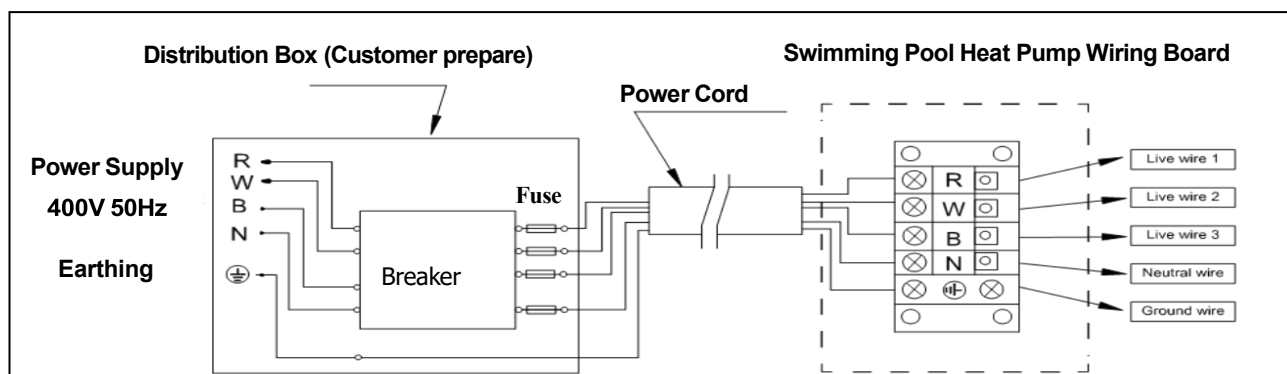 Distribution Box (Customer prepare)
Swimming Pool Heat Pump Wiring Board
Power Cord
Power Supply
400V 50Hz
Earthing
R
W
B
N
Fuse
Breaker
R
W
B
N
Live wire 1
Live wire 2
Live wire 3
Neutral wire
Ground wire